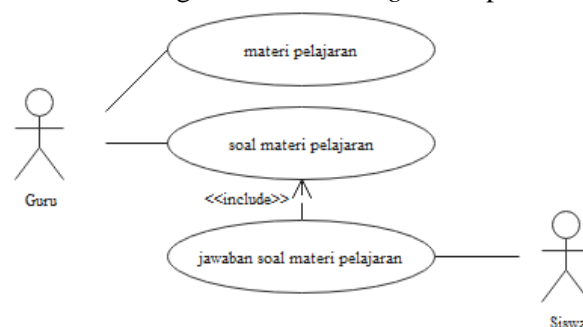 materi pelajaran
soal materi pelajaran
Guru
<<include>>
jawaban soal materi pelajaran
Siswa